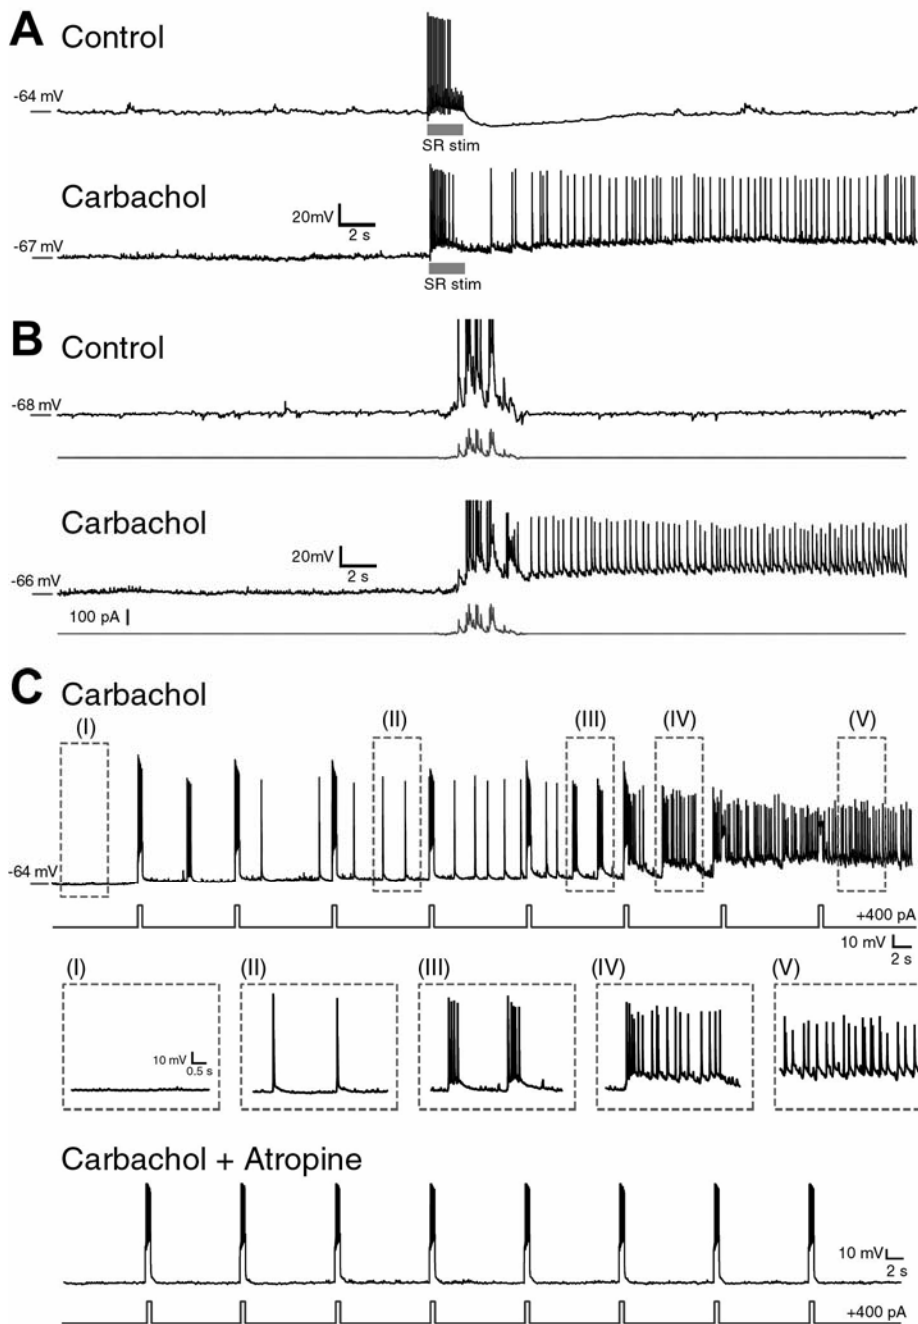 A Control
-64 mV
SR stim
Carbachol
20mV
2 s
-67 mV
SR stim
B Control
-68 mV
Carbachol
20mV
2 s
-66 mV
100 pA
C Carbachol
(I) (II) (III) (IV) (V)
-64 mV
+400 pA
10 mV
2 s
(I) (II) (III) (IV) (V)
10 mV
0.5 s
Carbachol + Atropine
10 mV
2 s
+400 pA